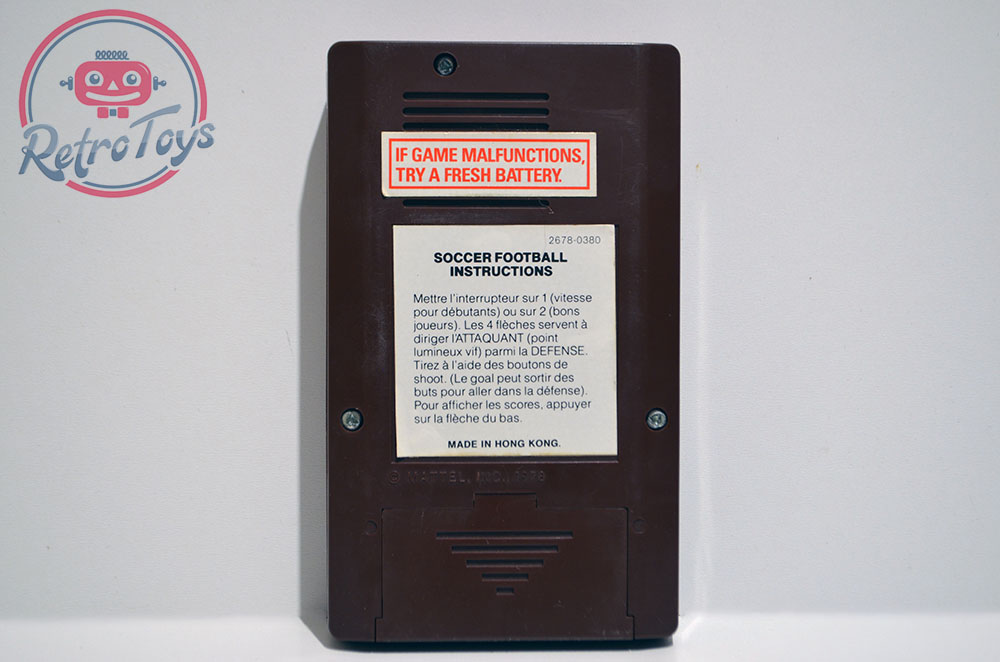 RetroToys
IF GAME MALFUNCTIONS,
TRY A FRESH BATTERY.
2678-0380
SOCCER FOOTBALL
INSTRUCTIONS
Mettre l'interrupteur sur 1 (vitesse
pour débutants) ou sur 2 (bons
joueurs). Les 4 flèches servent à
diriger l'ATTAQUANT (point
lumineux vif) parmi la DEFENSE.
Tirez à l'aide des boutons de
shoot. (Le goal peut sortir des
buts pour aller dans la défense).
Pour afficher les scores, appuyer
sur la flèche du bas.
MADE IN HONG KONG.
© MATTEL, INC., 1978